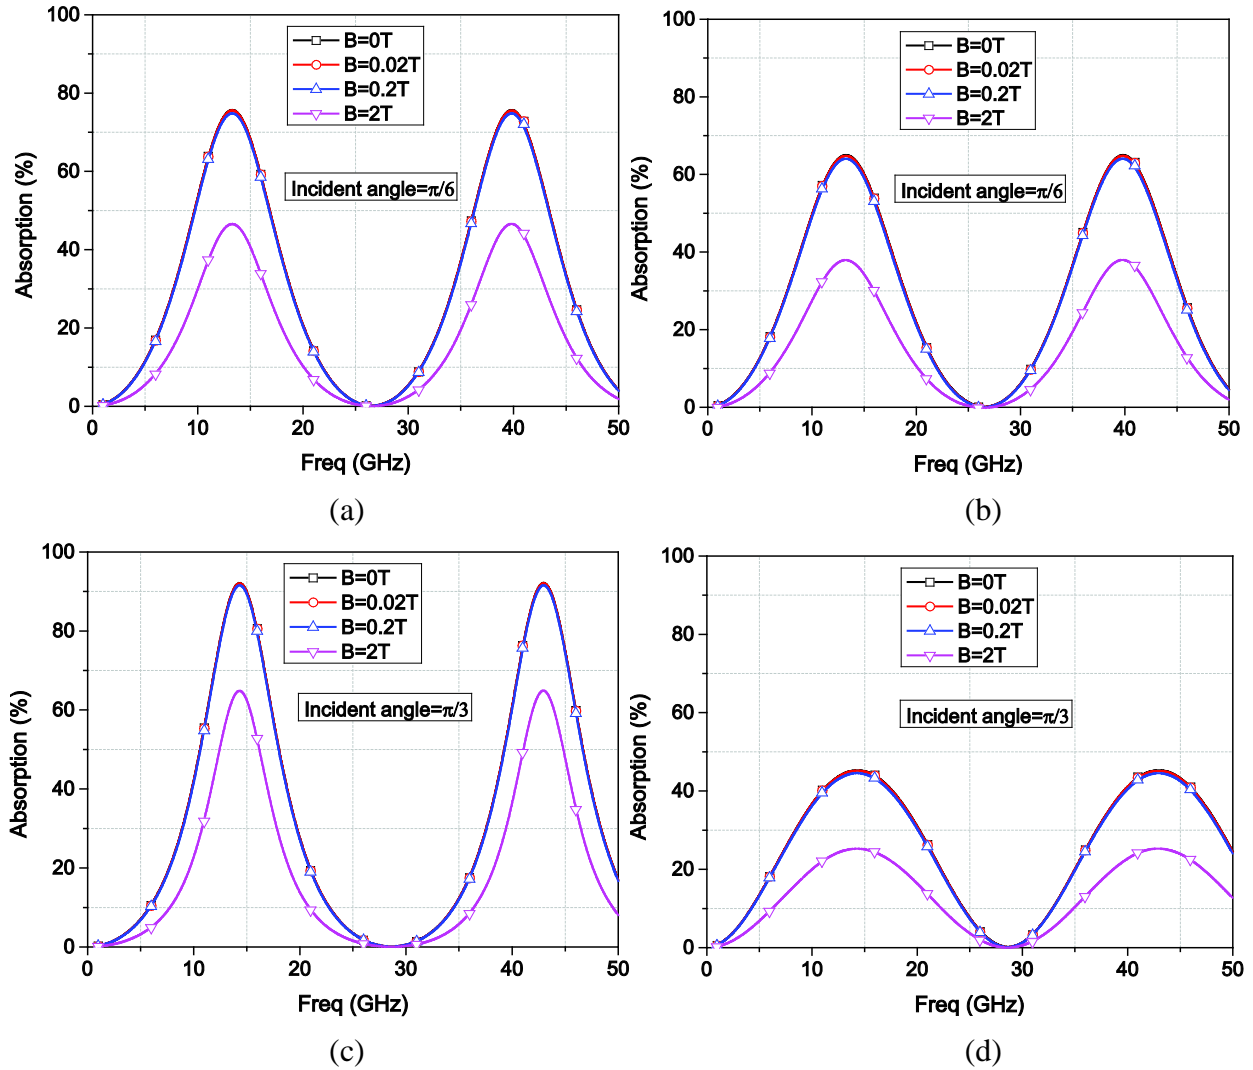 100
80
60
40
20
0
Absorption (%)
B=0T
B=0.02T
B=0.2T
B=2T
Incident angle=π/6
0 10 20 30 40 50
Freq (GHz)
(a)
100
80
60
40
20
0
Absorption (%)
B=0T
B=0.02T
B=0.2T
B=2T
Incident angle=π/6
0 10 20 30 40 50
Freq (GHz)
(b)
100
80
60
40
20
0
Absorption (%)
B=0T
B=0.02T
B=0.2T
B=2T
Incident angle=π/3
0 10 20 30 40 50
Freq (GHz)
(c)
100
80
60
40
20
0
Absorption (%)
B=0T
B=0.02T
B=0.2T
B=2T
Incident angle=π/3
0 10 20 30 40 50
Freq (GHz)
(d)